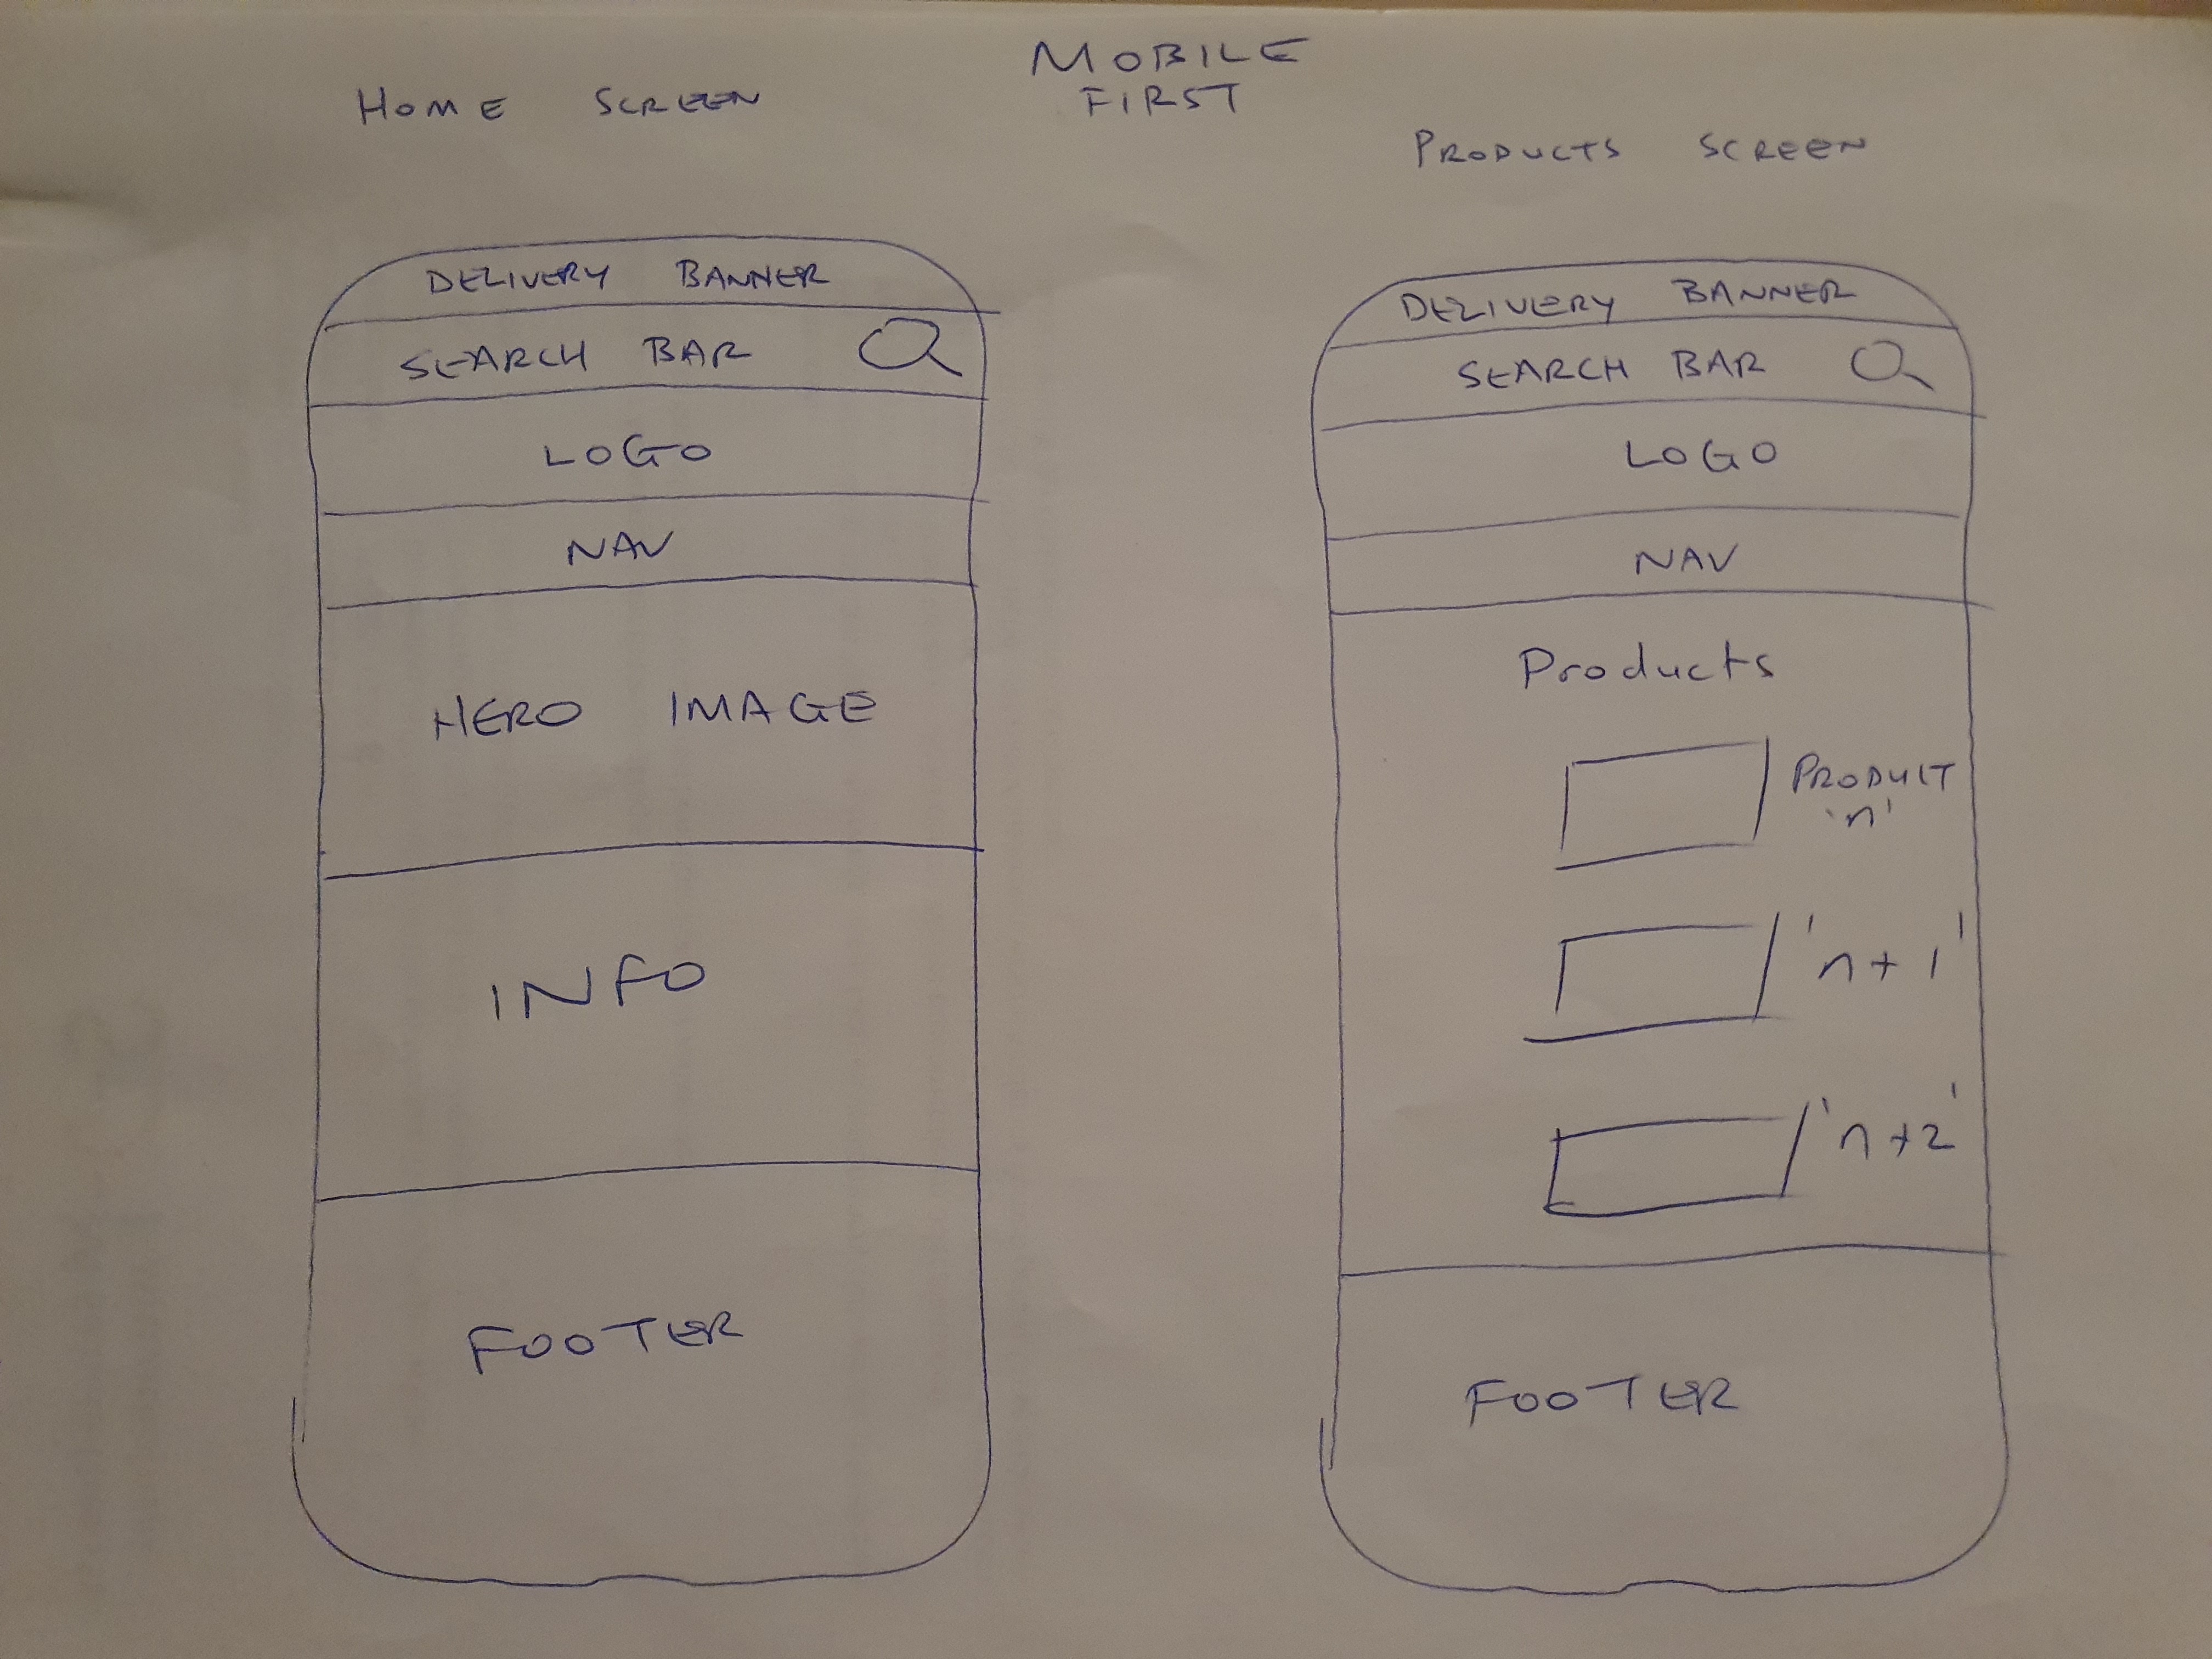 MOBILE
FIRST
HOME SCREEN
DELIVERY BANNER
SEARCH BAR
LOGO
NAV
HERO IMAGE
INFO
FOOTER
PRODUCTS SCREEN
DELIVERY BANNER
SEARCH BAR
LOGO
NAV
Products
PRODUCT
'n'
'n+1'
'n+2'
FOOTER